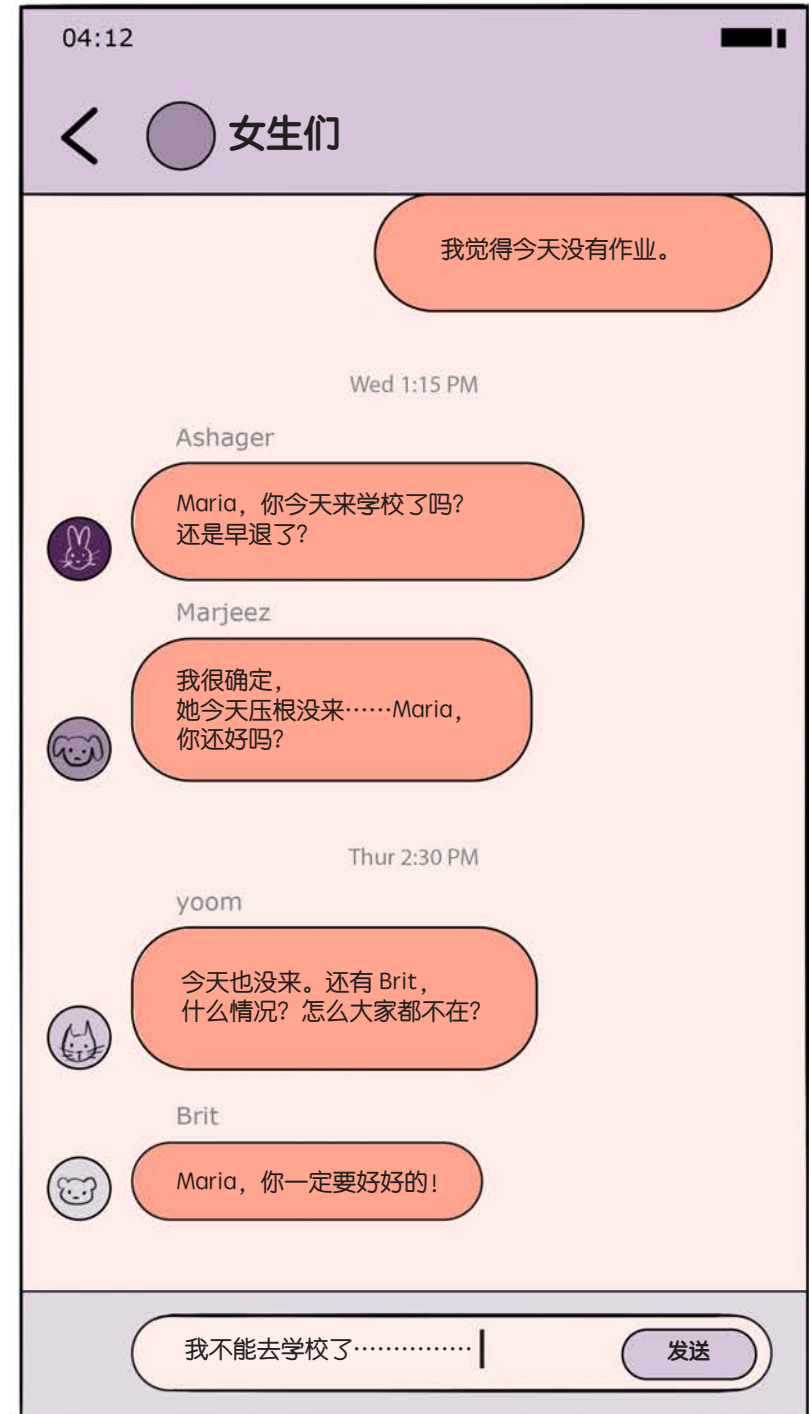 04:12
女生们
我觉得今天没有作业。
Wed 1:15 PM
Ashager
Maria，你今天来学校了吗？
还是早退了？
Marjeez
我很确定，
她今天压根没来……Maria，
你还好吗？
Thur 2:30 PM
yoom
今天也没来。还有 Brit，
什么情况？怎么大家都不在？
Brit
Maria，你一定要好好的！
我不能去学校了……………
发送